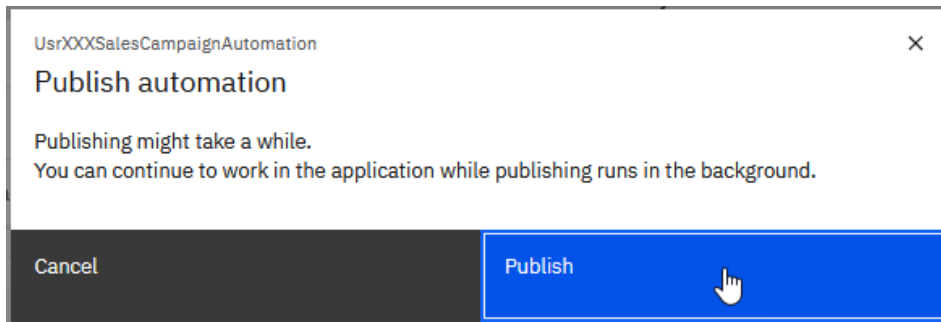 UsrXXXSalesCampaignAutomation
Publish automation
Publishing might take a while.
You can continue to work in the application while publishing runs in the background.
Cancel
Publish